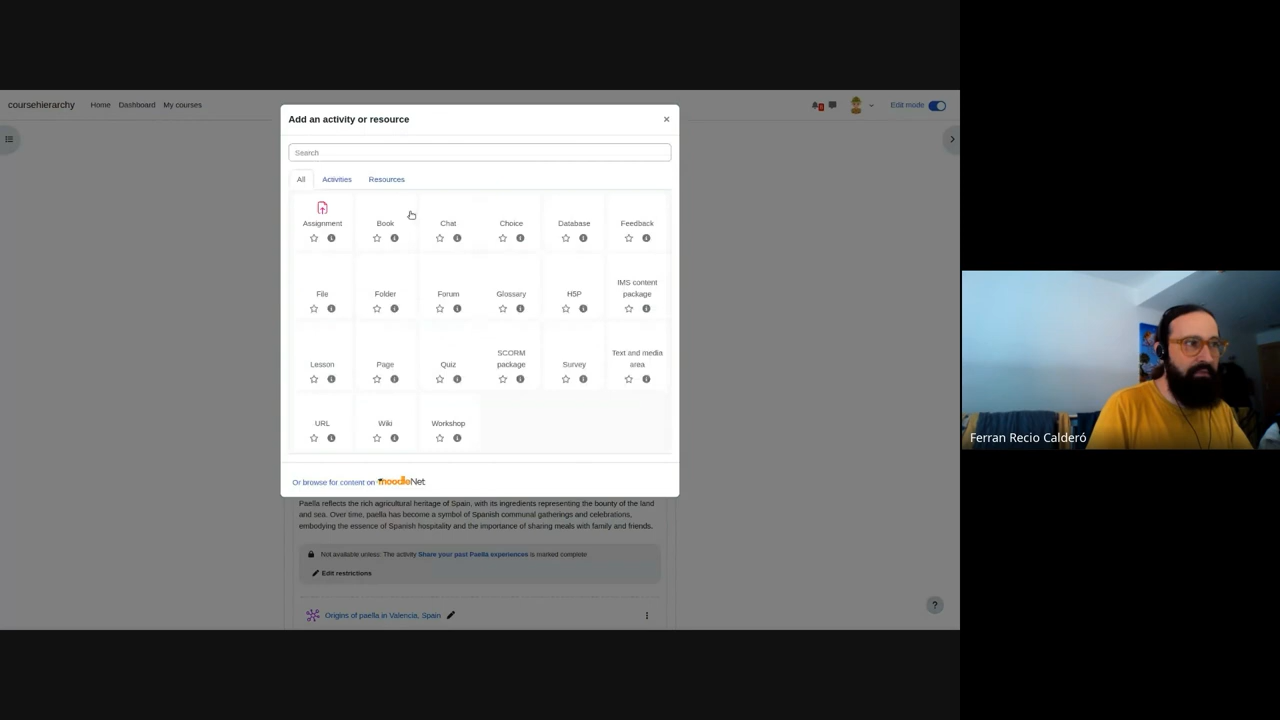 coursehierarchy
Home
Dashboard
My courses
Edit mode
Add an activity or resource
Search
All
Activities
Resources
Assignment
Book
Chat
Choice
Database
Feedback
File
Folder
Forum
Glossary
H5P
IMS content
package
Lesson
Page
Quiz
SCORM
package
Survey
Text and media
area
URL
Wiki
Workshop
Or browse for content on moodleNet
Paella reflects the rich agricultural heritage of Spain, with its ingredients representing the bounty of the land
and sea. Over time, paella has become a symbol of Spanish communal gatherings and celebrations,
embodying the essence of Spanish hospitality and the importance of sharing meals with family and friends.
Not available unless: The activity Share your past Paella experiences is marked complete
Edit restrictions
Origins of paella in Valencia, Spain
?
Ferran Recio Calderó